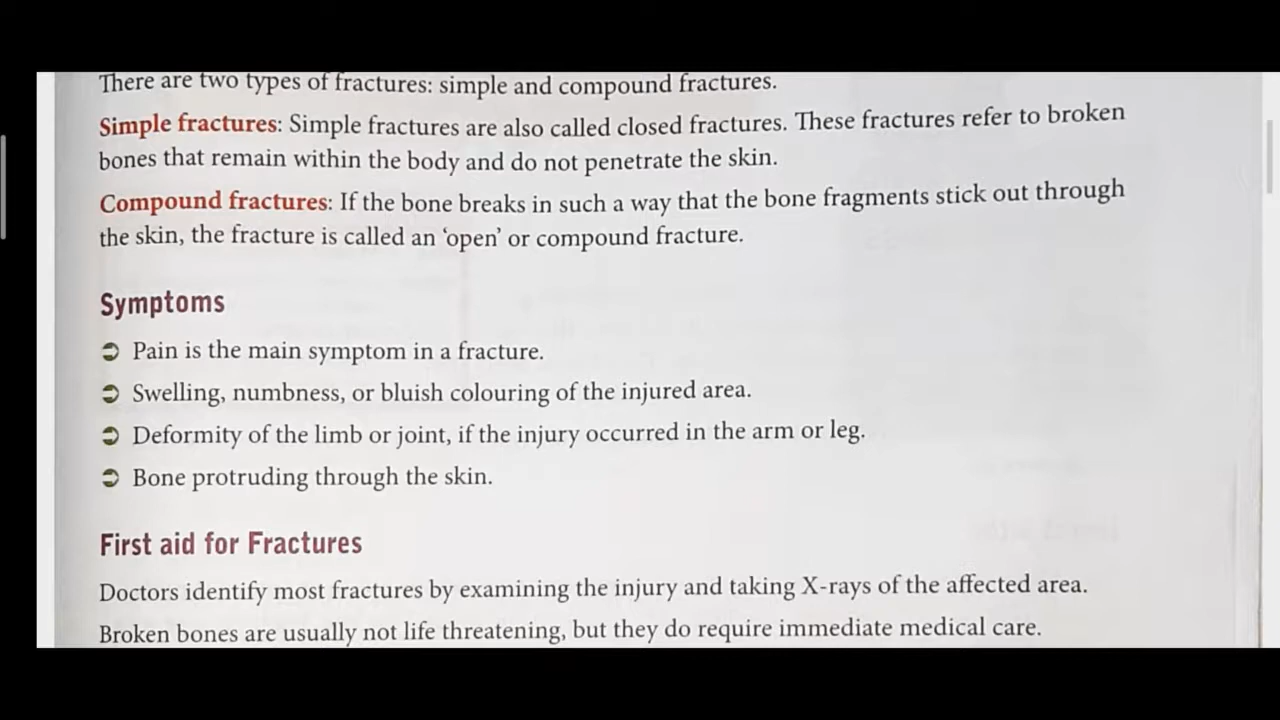 There are two types of fractures: simple and compound fractures.
Simple fractures: Simple fractures are also called closed fractures. These fractures refer to broken
bones that remain within the body and do not penetrate the skin.
Compound fractures: If the bone breaks in such a way that the bone fragments stick out through
the skin, the fracture is called an ‘open’ or compound fracture.
Symptoms
➲ Pain is the main symptom in a fracture.
➲ Swelling, numbness, or bluish colouring of the injured area.
➲ Deformity of the limb or joint, if the injury occurred in the arm or leg.
➲ Bone protruding through the skin.
First aid for Fractures
Doctors identify most fractures by examining the injury and taking X-rays of the affected area.
Broken bones are usually not life threatening, but they do require immediate medical care.